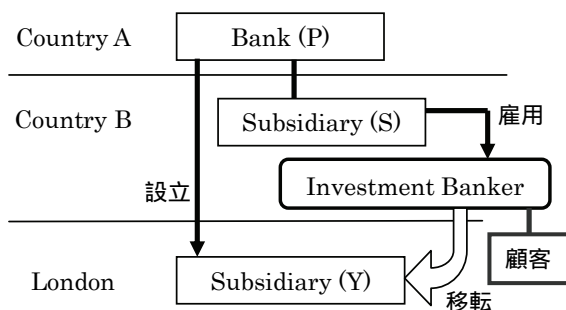 Country A
Bank (P)
Country B
Subsidiary (S)
雇用
設立
Investment Banker
顧客
London
Subsidiary (Y)
移転